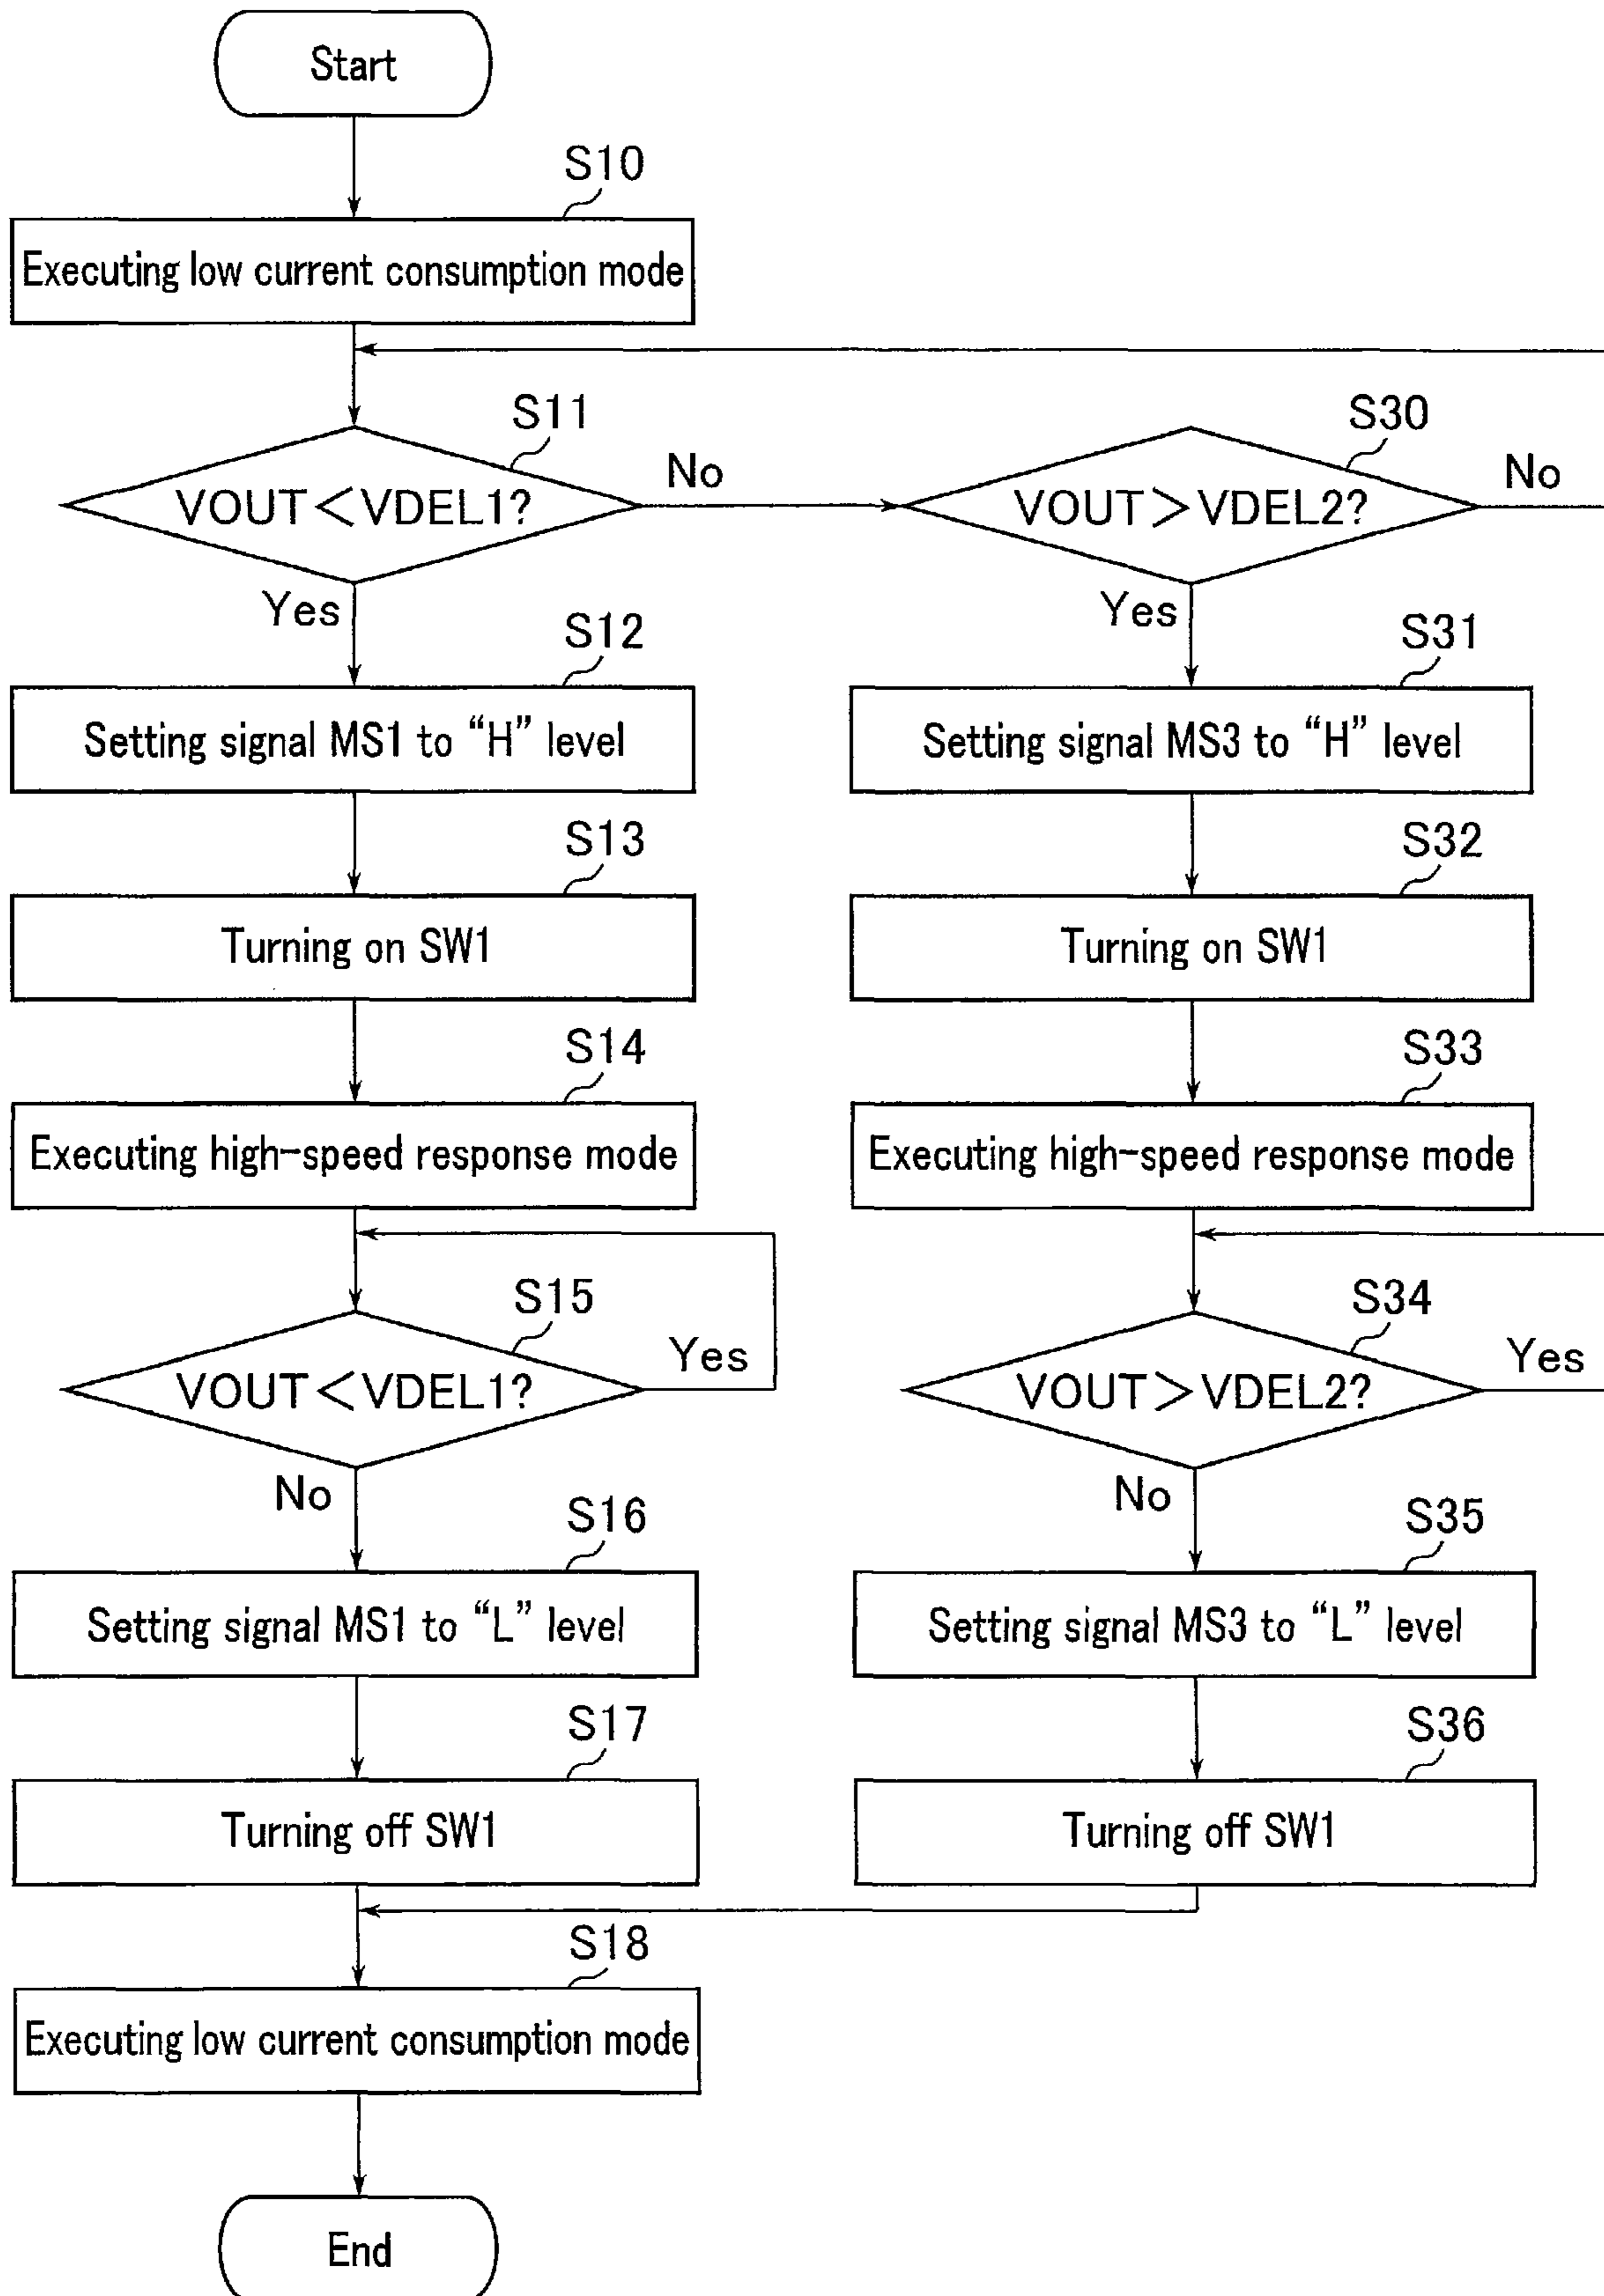 Start
S10
Executing low current consumption mode
S11
VOUT<VDEL1?
No
Yes
S30
VOUT>VDEL2?
No
Yes
S12
Setting signal MS1 to “H” level
S31
Setting signal MS3 to “H” level
S13
Turning on SW1
S32
Turning on SW1
S14
Executing high-speed response mode
S33
Executing high-speed response mode
S15
VOUT<VDEL1?
Yes
No
S34
VOUT>VDEL2?
Yes
No
S16
Setting signal MS1 to “L” level
S35
Setting signal MS3 to “L” level
S17
Turning off SW1
S36
Turning off SW1
S18
Executing low current consumption mode
End